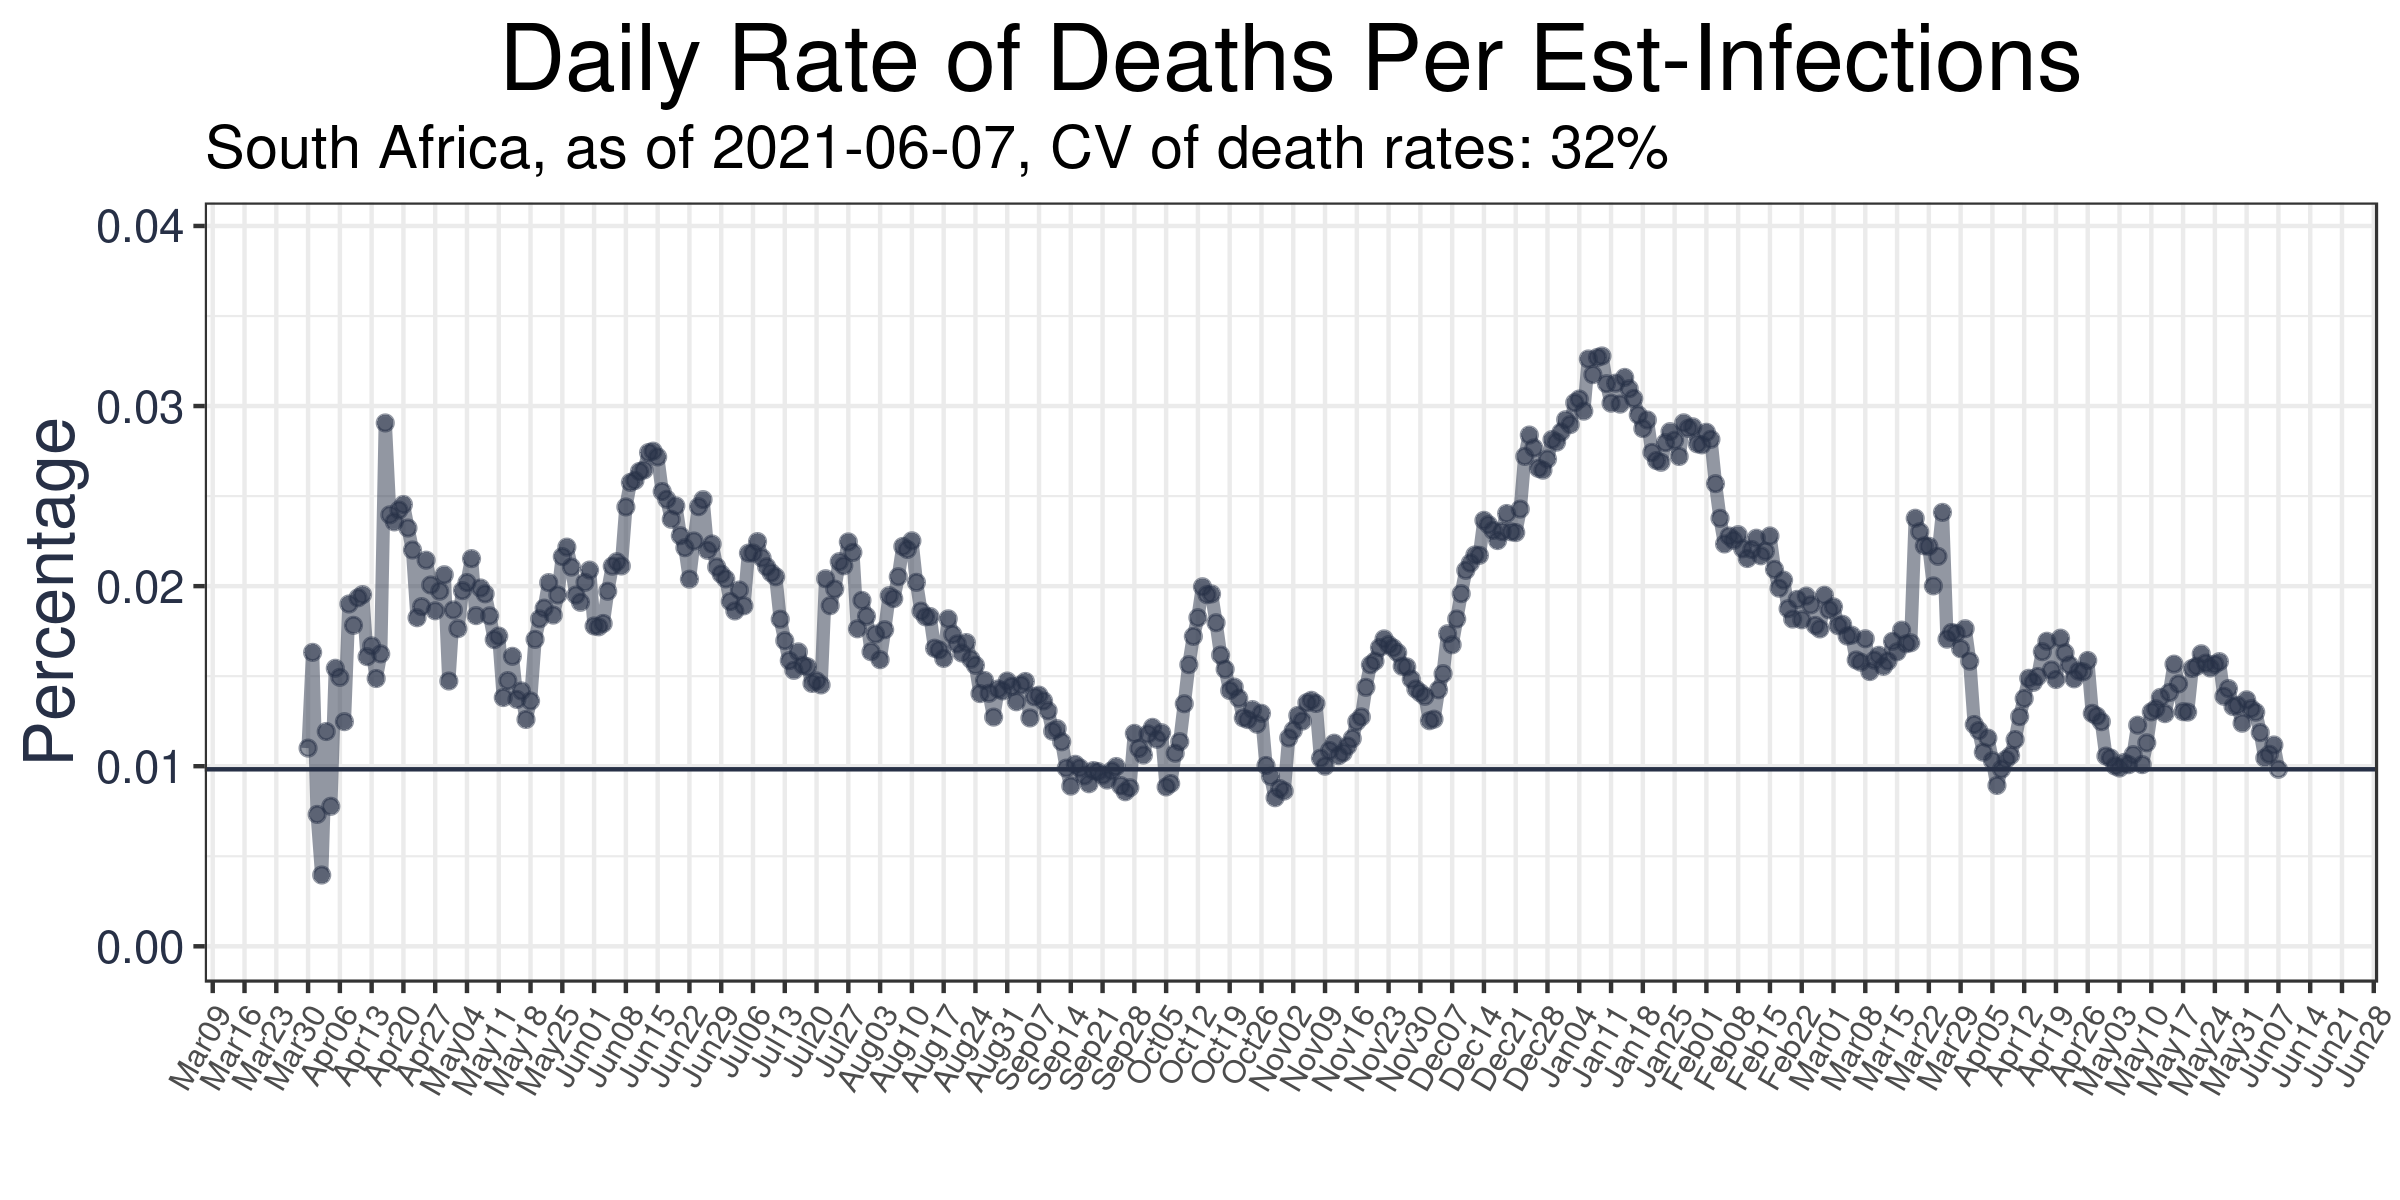 Daily Rate of Deaths Per Est-Infections
South Africa, as of 2021-06-07, CV of death rates: 32%
Percentage
0.04
0.03
0.02
0.01
0.00
Mar09 Mar16 Mar23 Mar30 Apr06 Apr13 Apr20 Apr27 May04 May11 May18 May25 Jun01 Jun08 Jun15 Jun22 Jun29 Jul06 Jul13 Jul20 Jul27 Aug03 Aug10 Aug17 Aug24 Aug31 Sep07 Sep14 Sep21 Sep28 Oct05 Oct12 Oct19 Oct26 Nov02 Nov09 Nov16 Nov23 Nov30 Dec07 Dec14 Dec21 Dec28 Jan04 Jan11 Jan18 Jan25 Feb01 Feb08 Feb15 Feb22 Mar01 Mar08 Mar15 Mar22 Mar29 Apr05 Apr12 Apr19 Apr26 May03 May10 May17 May24 May31 Jun07 Jun14 Jun21 Jun28